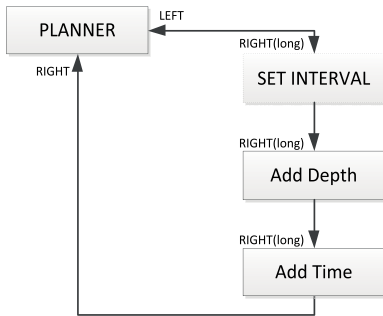 PLANNER
LEFT
RIGHT(long)
RIGHT
SET INTERVAL
RIGHT(long)
Add Depth
RIGHT(long)
Add Time